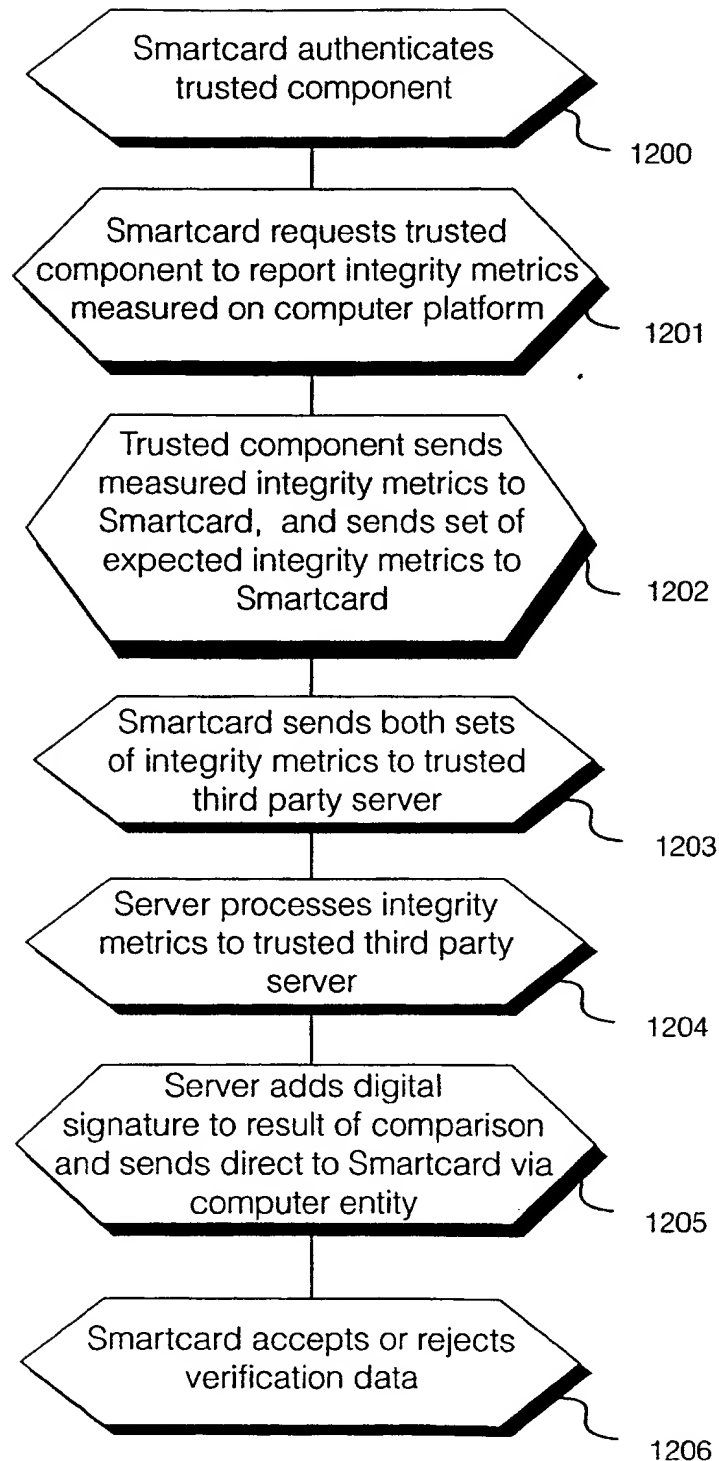 Smartcard authenticates
trusted component
1200
Smartcard requests trusted
component to report integrity metrics
measured on computer platform
1201
Trusted component sends
measured integrity metrics to
Smartcard, and sends set of
expected integrity metrics to
Smartcard
1202
Smartcard sends both sets
of integrity metrics to trusted
third party server
1203
Server processes integrity
metrics to trusted third party
server
1204
Server adds digital
signature to result of comparison
and sends direct to Smartcard via
computer entity
1205
Smartcard accepts or rejects
verification data
1206